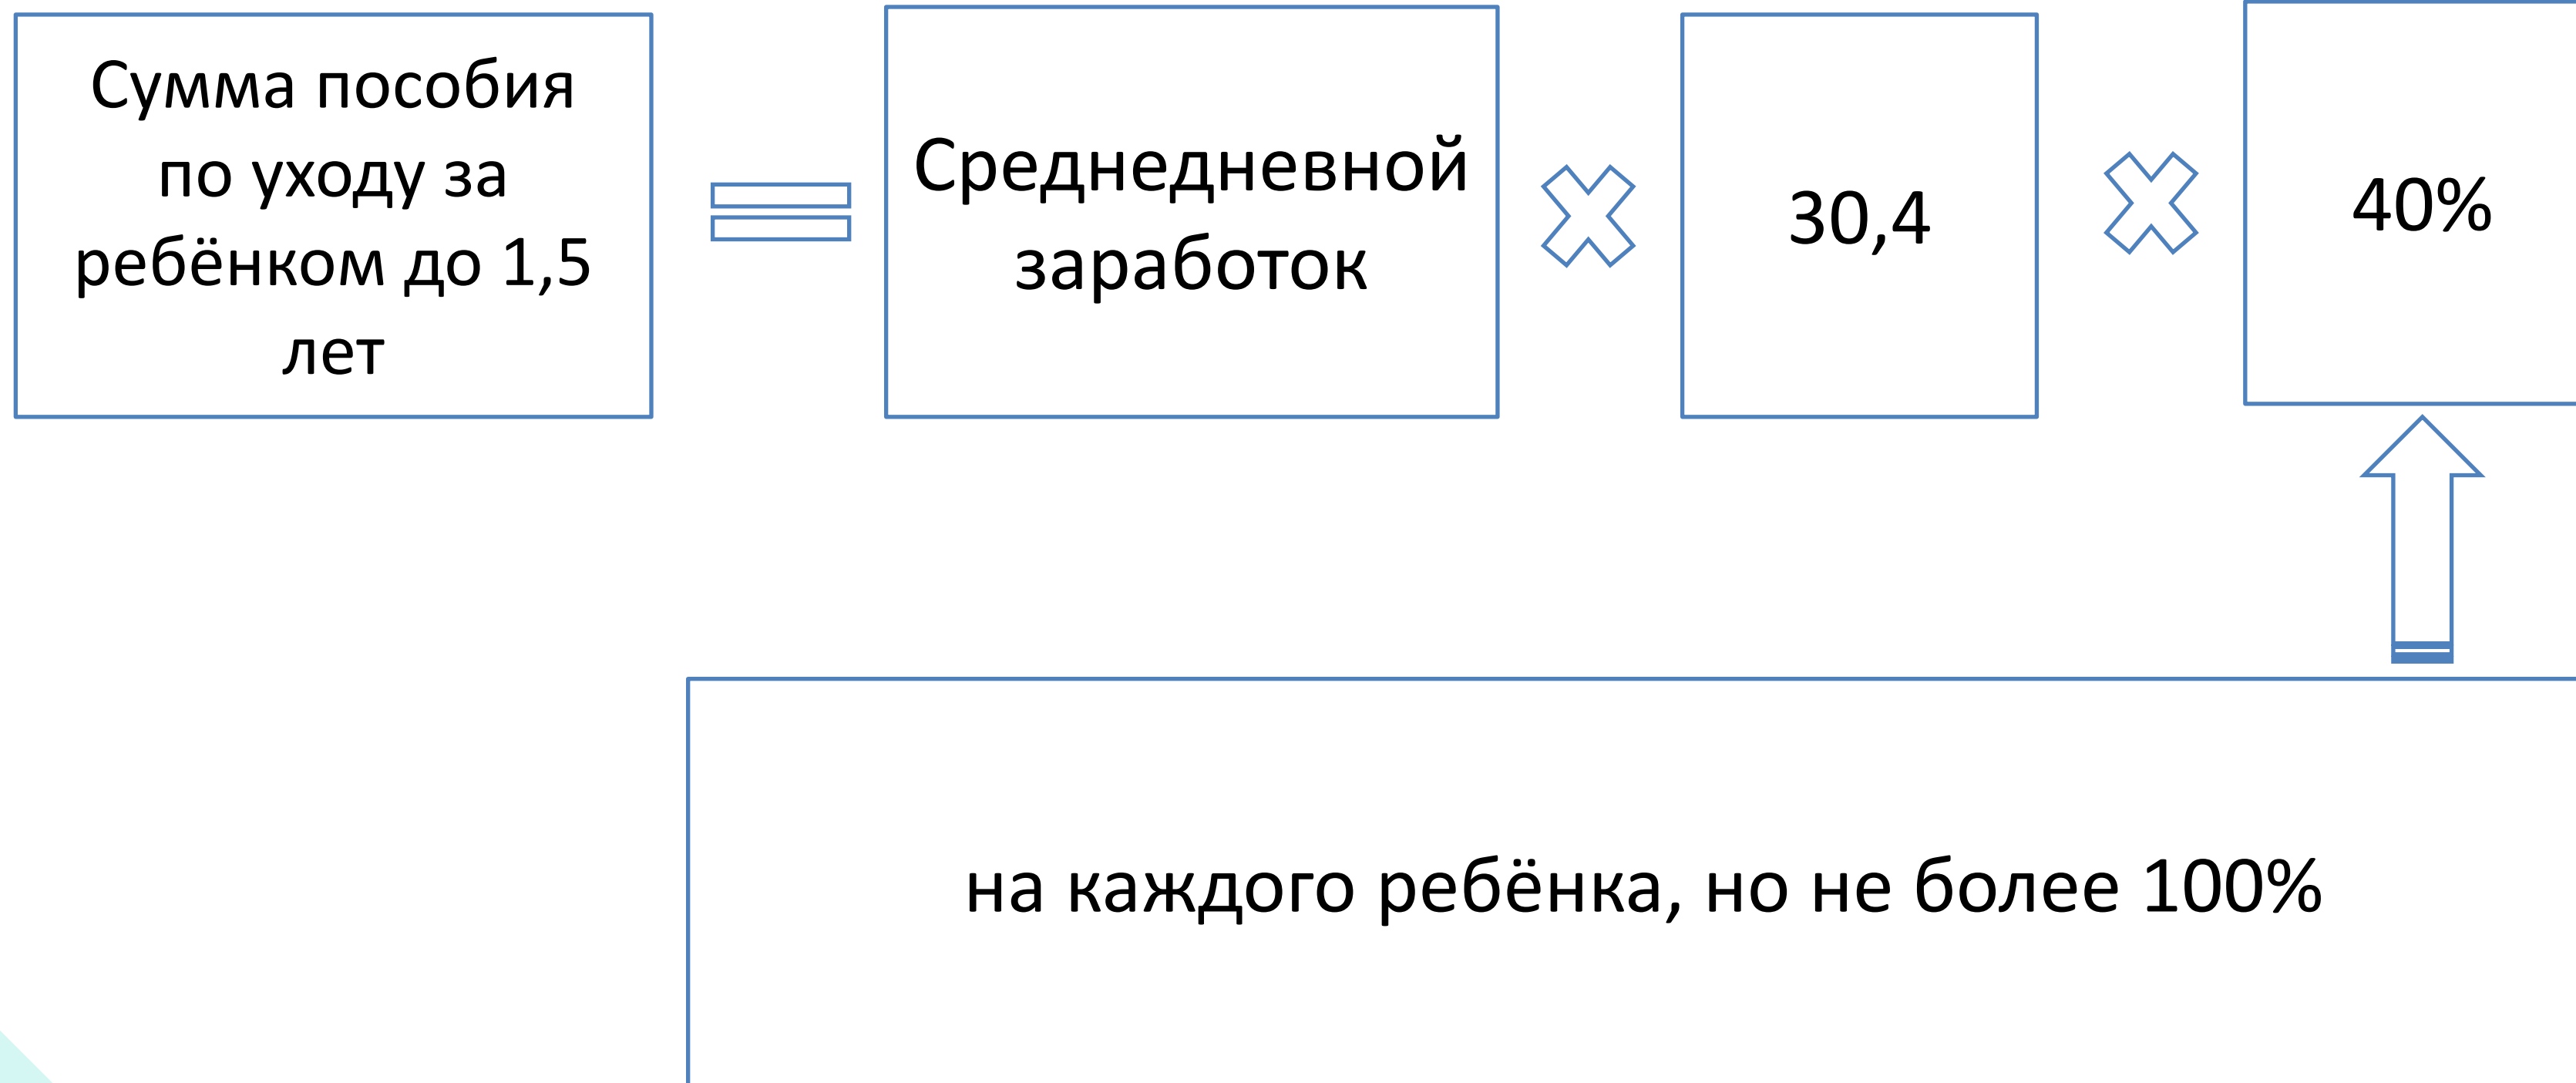 Сумма пособия
по уходу за
ребёнком до 1,5
лет
Среднедневной
заработок
30,4
40%
на каждого ребёнка, но не более 100%